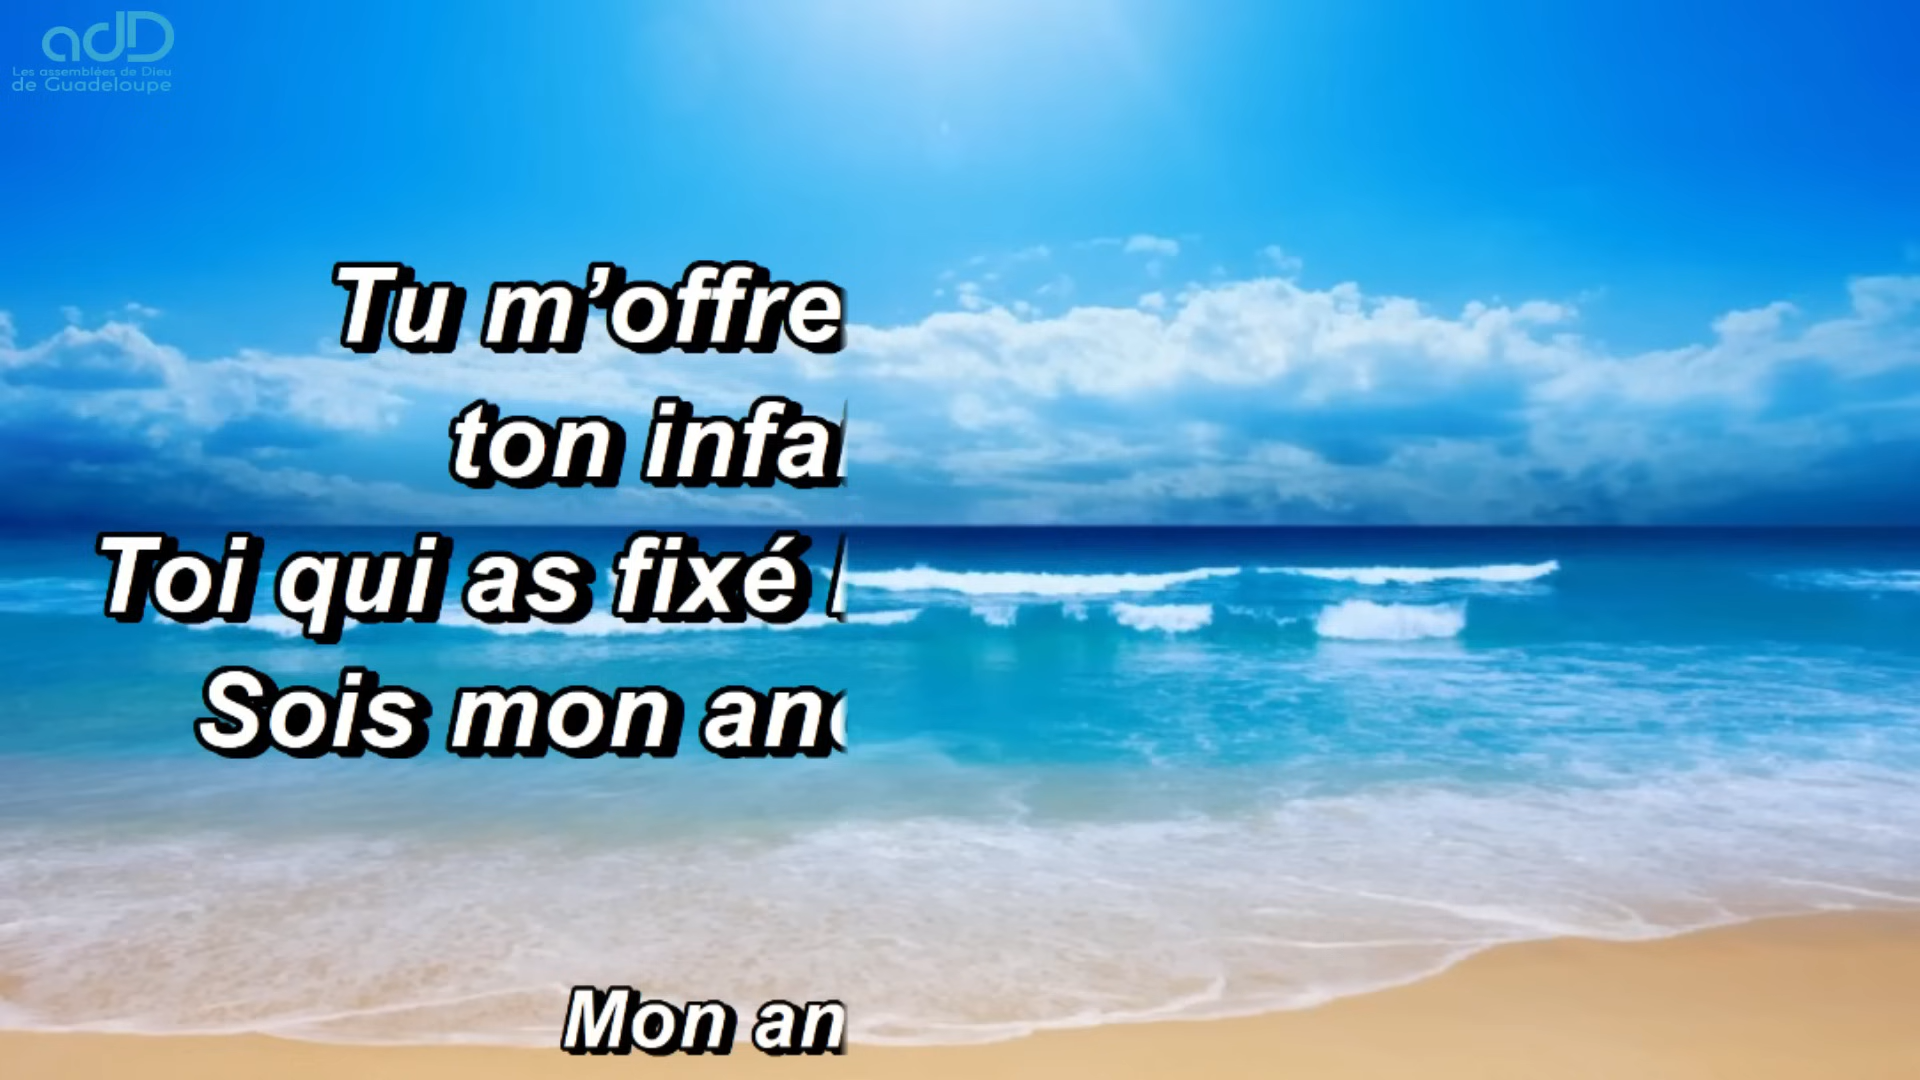 adD
Les assemblées de Dieu
de Guadeloupe
Tu m’offre
ton infa
Toi qui as fixé
Sois mon an
Mon an